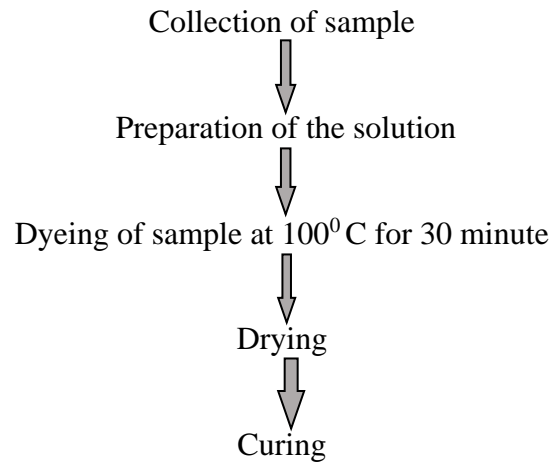 Collection of sample
Preparation of the solution
Dyeing of sample at 100⁰ C for 30 minute
Drying
Curing